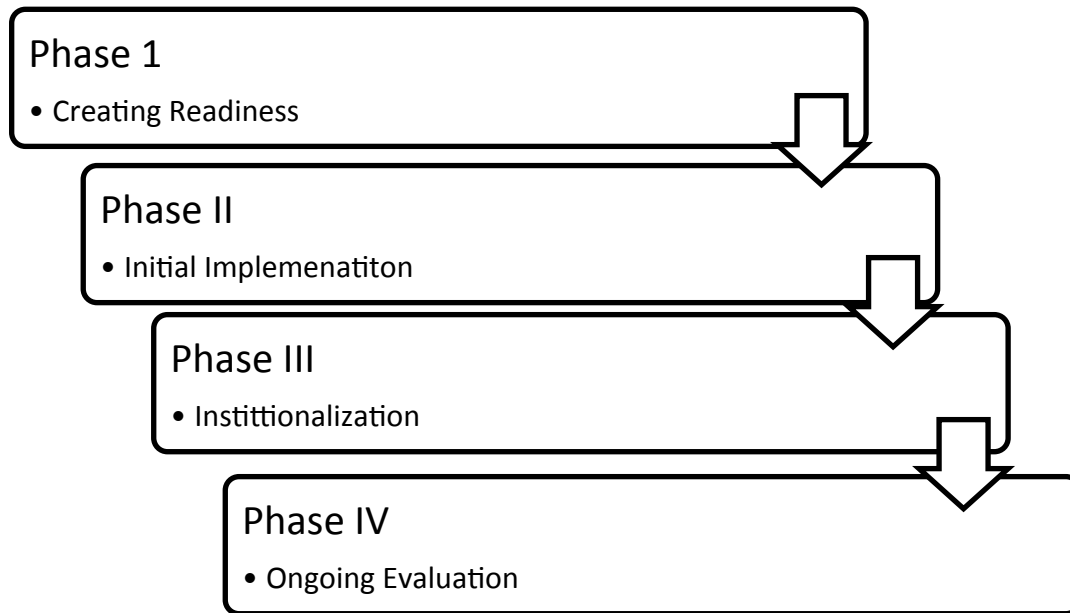 Phase 1
• Creating Readiness
Phase II
• Initial Implemenatiton
Phase III
• Instittionalization
Phase IV
• Ongoing Evaluation